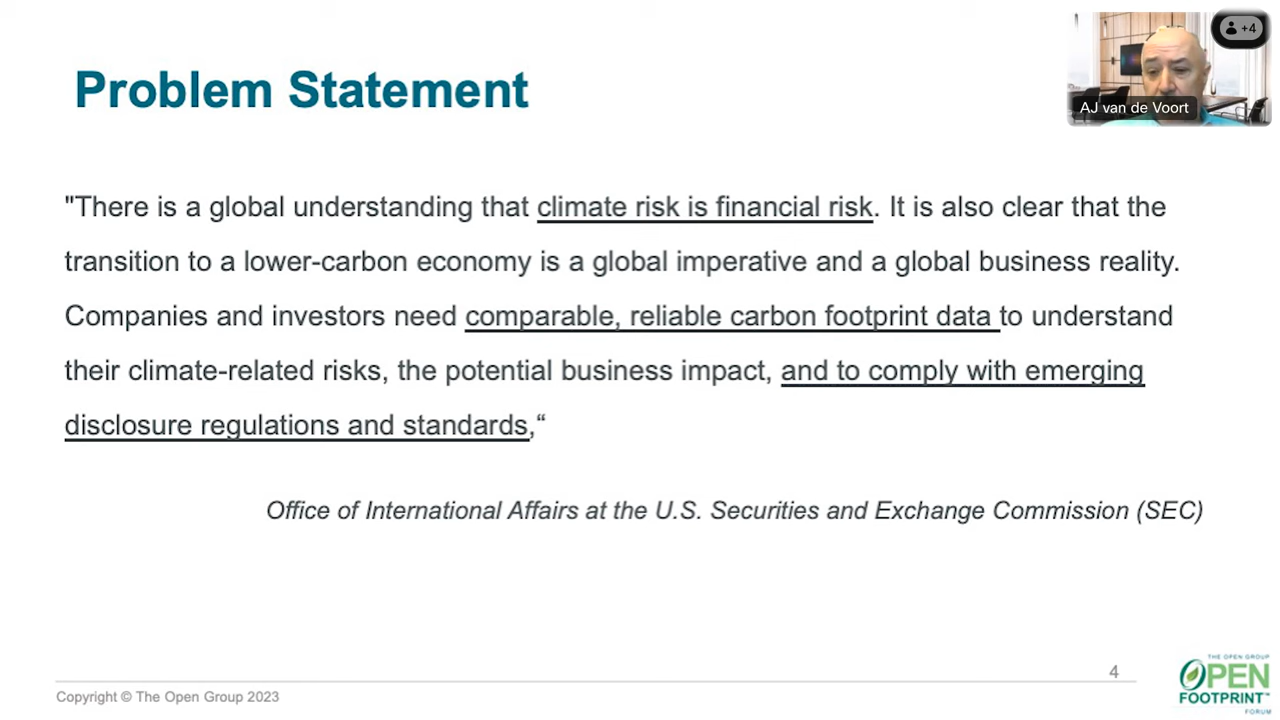 Problem Statement
+4
AJ van de Voort
"There is a global understanding that climate risk is financial risk. It is also clear that the
transition to a lower-carbon economy is a global imperative and a global business reality.
Companies and investors need comparable, reliable carbon footprint data to understand
their climate-related risks, the potential business impact, and to comply with emerging
disclosure regulations and standards,“
Office of International Affairs at the U.S. Securities and Exchange Commission (SEC)
4
Copyright © The Open Group 2023
THE OPEN GROUP
OPEN
FOOTPRINT™
FORUM